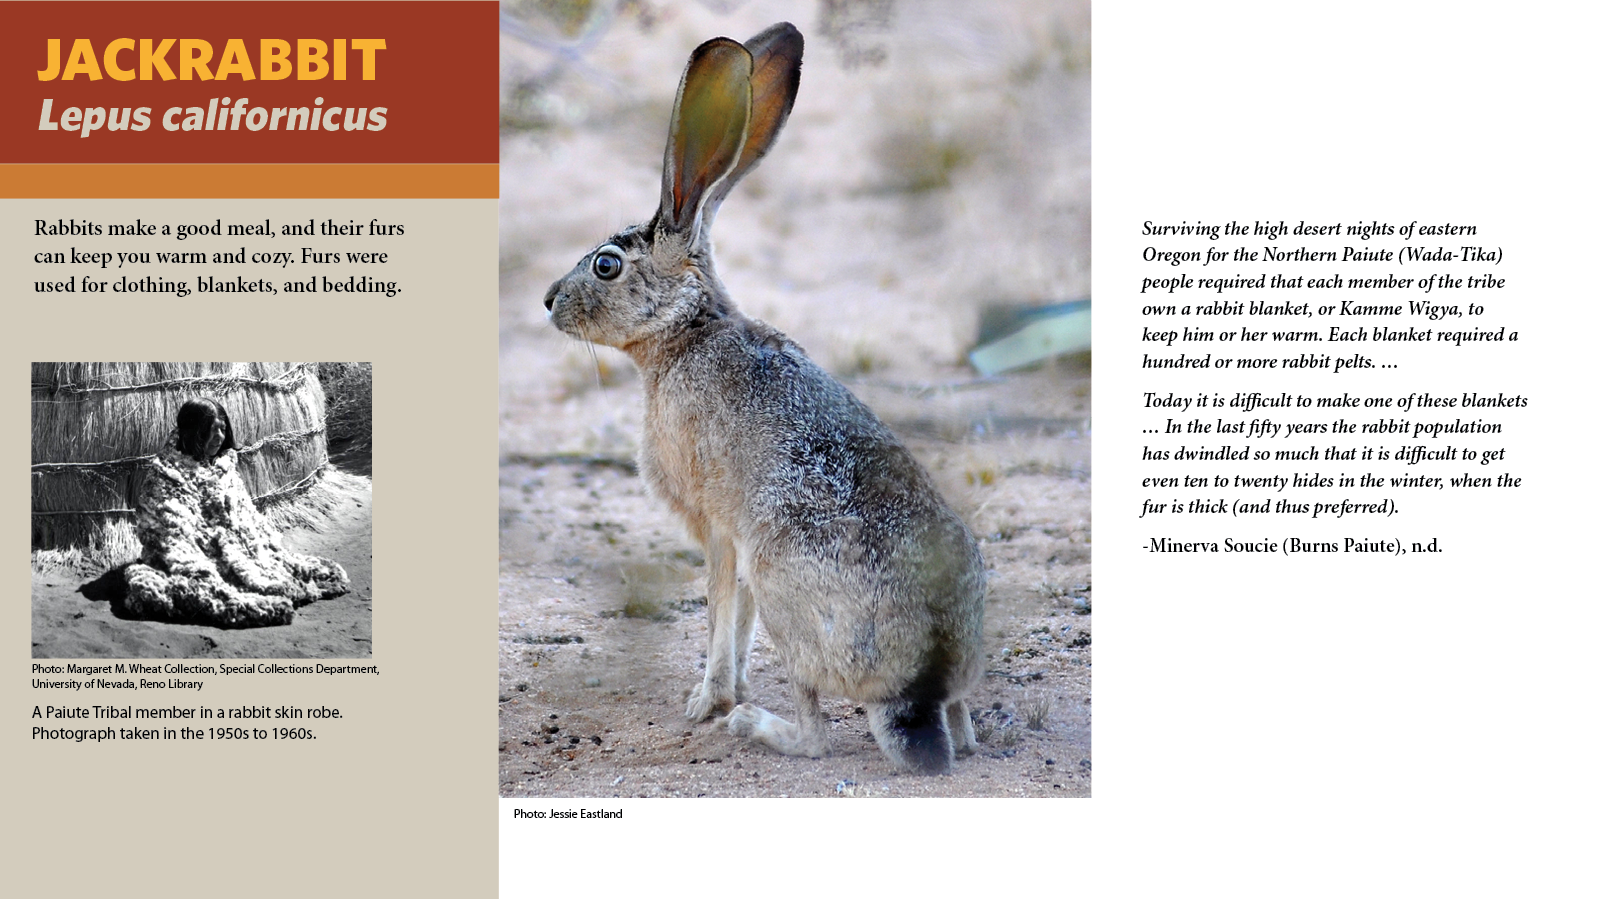 JACKRABBIT
Lepus californicus
Rabbits make a good meal, and their furs
can keep you warm and cozy. Furs were
used for clothing, blankets, and bedding.
Photo: Margaret M. Wheat Collection, Special Collections Department,
University of Nevada, Reno Library
A Paiute Tribal member in a rabbit skin robe.
Photograph taken in the 1950s to 1960s.
Photo: Jessie Eastland
Surviving the high desert nights of eastern
Oregon for the Northern Paiute (Wada-Tika)
people required that each member of the tribe
own a rabbit blanket, or Kamme Wigya, to
keep him or her warm. Each blanket required a
hundred or more rabbit pelts. …
Today it is difficult to make one of these blankets
… In the last fifty years the rabbit population
has dwindled so much that it is difficult to get
even ten to twenty hides in the winter, when the
fur is thick (and thus preferred).
-Minerva Soucie (Burns Paiute), n.d.